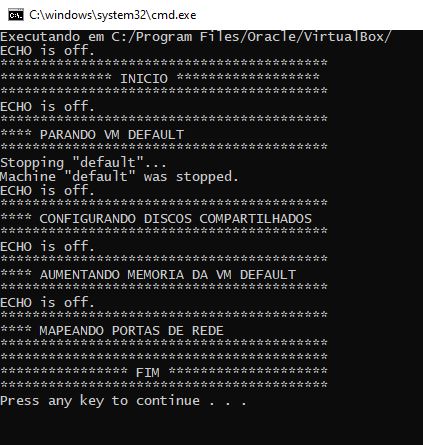 C:\windows\system32\cmd.exe
Executando em C:/Program Files/Oracle/VirtualBox/
ECHO is off.
*****************************************
************** INICIO ******************
*****************************************
ECHO is off.
*****************************************
**** PARANDO VM DEFAULT
*****************************************
Stopping "default"...
Machine "default" was stopped.
ECHO is off.
*****************************************
**** CONFIGURANDO DISCOS COMPARTILHADOS
*****************************************
ECHO is off.
*****************************************
**** AUMENTANDO MEMORIA DA VM DEFAULT
*****************************************
ECHO is off.
*****************************************
**** MAPEANDO PORTAS DE REDE
*****************************************
*****************************************
**************** FIM ********************
*****************************************
Press any key to continue . . .